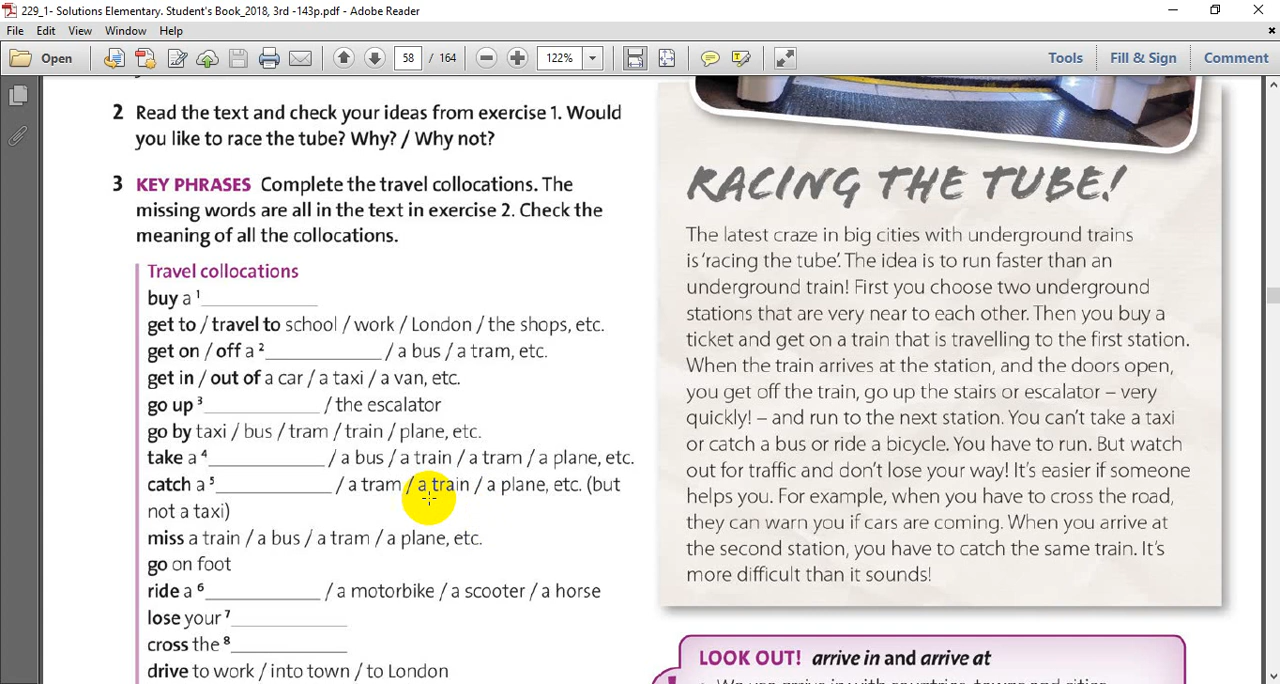 229_1- Solutions Elementary. Student's Book_2018, 3rd -143p.pdf - Adobe Reader
File Edit View Window Help
Open 58 / 164 122% Tools Fill & Sign Comment
2 Read the text and check your ideas from exercise 1. Would
you like to race the tube? Why? / Why not?
3 KEY PHRASES Complete the travel collocations. The
missing words are all in the text in exercise 2. Check the
meaning of all the collocations.
Travel collocations
buy a 1____________
get to / travel to school / work / London / the shops, etc.
get on / off a 2____________ / a bus / a tram, etc.
get in / out of a car / a taxi / a van, etc.
go up 3____________ / the escalator
go by taxi / bus / tram / train / plane, etc.
take a 4____________ / a bus / a train / a tram / a plane, etc.
catch a 5____________ / a tram / a train / a plane, etc. (but
not a taxi)
miss a train / a bus / a tram / a plane, etc.
go on foot
ride a 6____________ / a motorbike / a scooter / a horse
lose your 7____________
cross the 8____________
drive to work / into town / to London
RACING THE TUBE!
The latest craze in big cities with underground trains
is 'racing the tube'. The idea is to run faster than an
underground train! First you choose two underground
stations that are very near to each other. Then you buy a
ticket and get on a train that is travelling to the first station.
When the train arrives at the station, and the doors open,
you get off the train, go up the stairs or escalator – very
quickly! – and run to the next station. You can't take a taxi
or catch a bus or ride a bicycle. You have to run. But watch
out for traffic and don't lose your way! It's easier if someone
helps you. For example, when you have to cross the road,
they can warn you if cars are coming. When you arrive at
the second station, you have to catch the same train. It's
more difficult than it sounds!
LOOK OUT! arrive in and arrive at